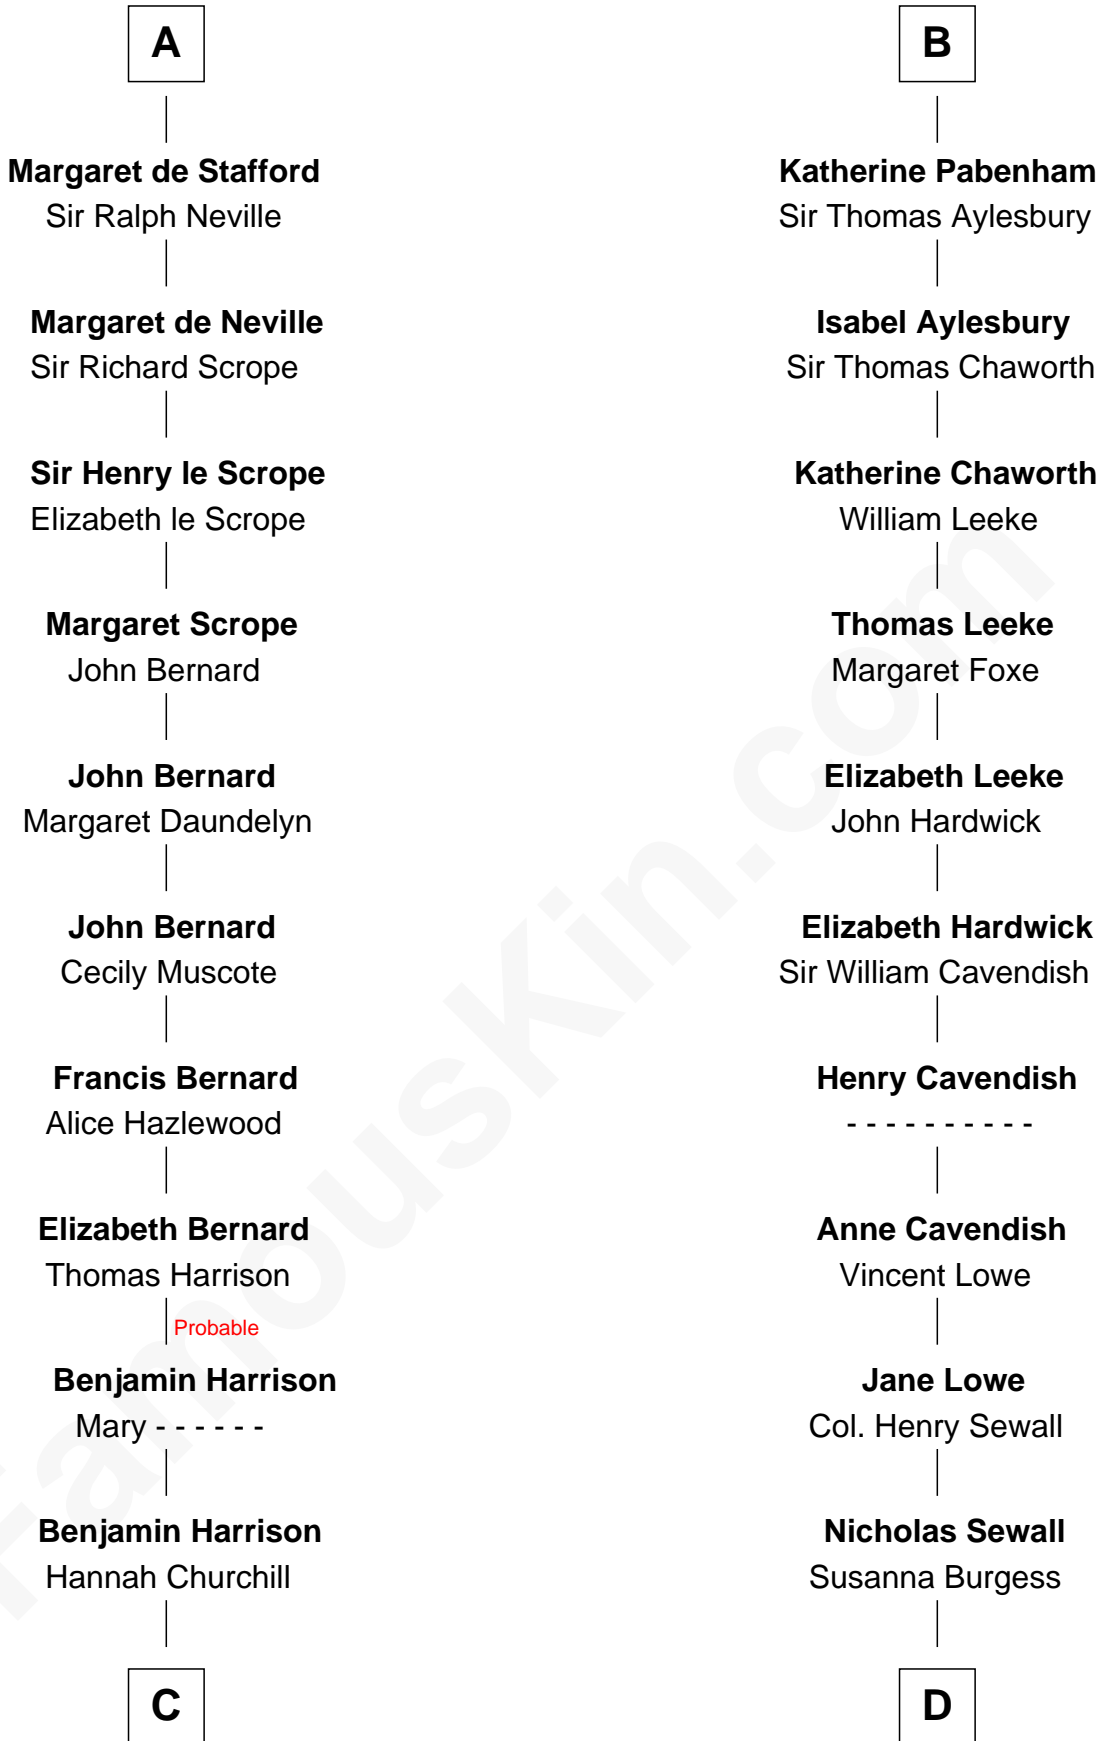 A
Margaret de Stafford
Sir Ralph Neville
Margaret de Neville
Sir Richard Scrope
Sir Henry le Scrope
Elizabeth le Scrope
Margaret Scrope
John Bernard
John Bernard
Margaret Daundelyn
John Bernard
Cecily Muscote
Francis Bernard
Alice Hazlewood
Elizabeth Bernard
Thomas Harrison
Probable
Benjamin Harrison
Mary - - - - - -
Benjamin Harrison
Hannah Churchill
C
B
Katherine Pabenham
Sir Thomas Aylesbury
Isabel Aylesbury
Sir Thomas Chaworth
Katherine Chaworth
William Leeke
Thomas Leeke
Margaret Foxe
Elizabeth Leeke
John Hardwick
Elizabeth Hardwick
Sir William Cavendish
Henry Cavendish
- - - - - - - - - -
Anne Cavendish
Vincent Lowe
Jane Lowe
Col. Henry Sewall
Nicholas Sewall
Susanna Burgess
D
FamousKin.com